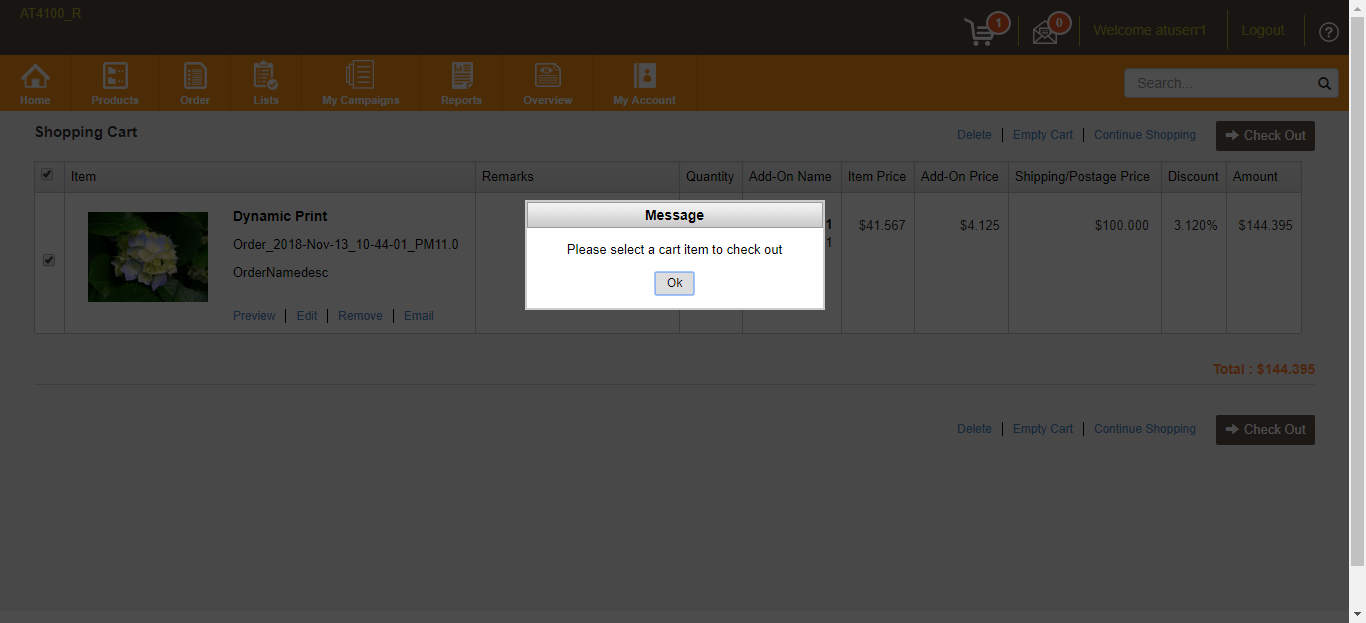 AT4100_R
1
0
Welcome atuserr1
Logout
?
Home
Products
Order
Lists
My Campaigns
Reports
Overview
My Account
Search...
Shopping Cart
Delete
Empty Cart
Continue Shopping
Check Out
Item
Remarks
Quantity
Add-On Name
Item Price
Add-On Price
Shipping/Postage Price
Discount
Amount
Dynamic Print
Order_2018-Nov-13_10-44-01_PM11.0
OrderNamedesc
Preview
Edit
Remove
Email
1
1
$41.567
$4.125
$100.000
3.120%
$144.395
Message
Please select a cart item to check out
Ok
Total : $144.395
Delete
Empty Cart
Continue Shopping
Check Out